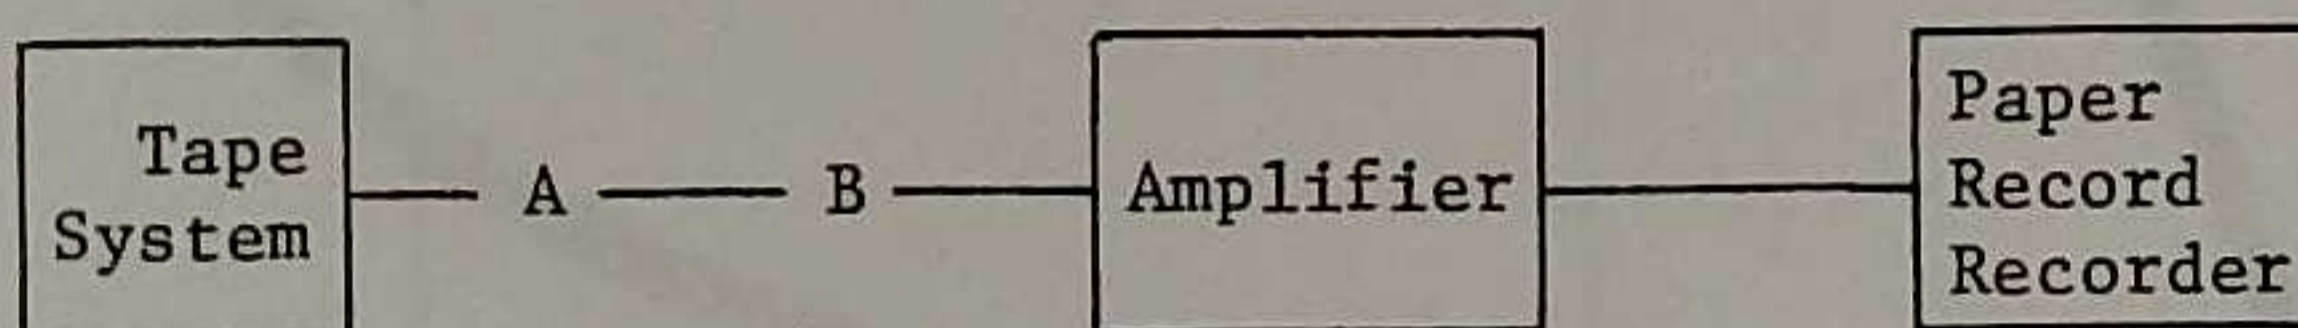 Tape
System
A
B
Amplifier
Paper
Record
Recorder